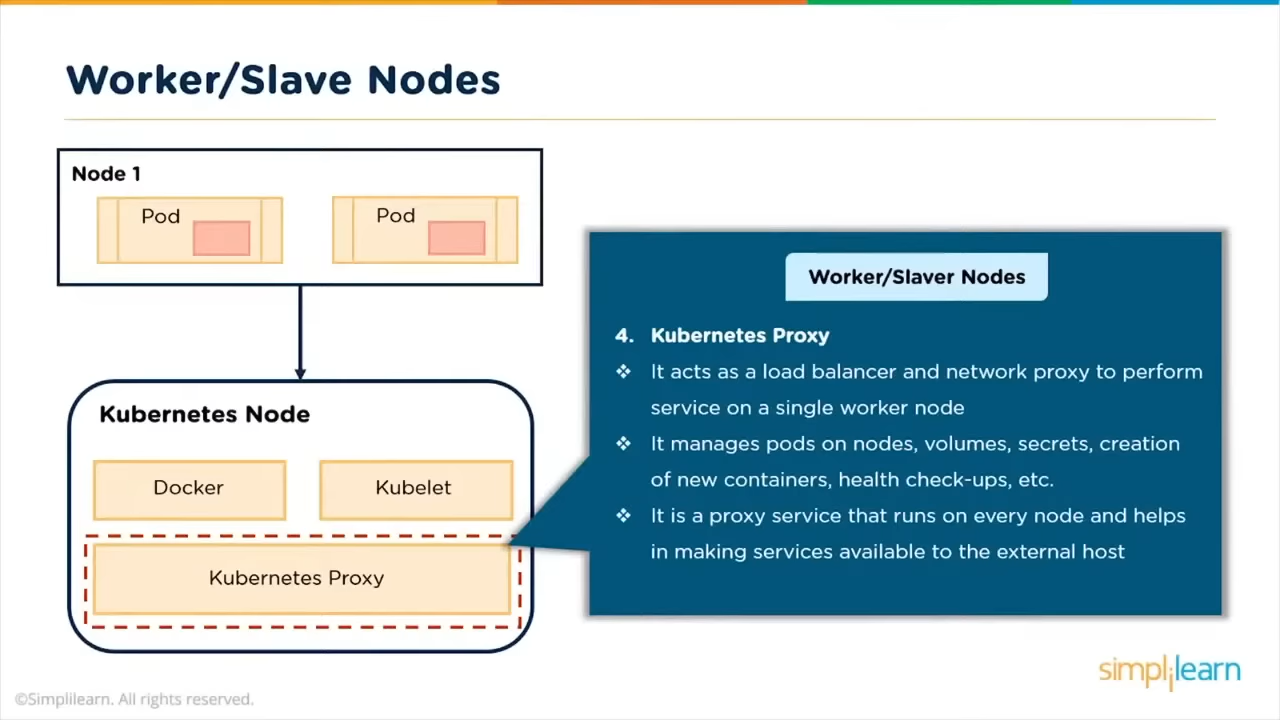 Worker/Slave Nodes
Node 1
Pod
Pod
Kubernetes Node
Docker
Kubelet
Kubernetes Proxy
Worker/Slaver Nodes
4. Kubernetes Proxy
❖ It acts as a load balancer and network proxy to perform
service on a single worker node
❖ It manages pods on nodes, volumes, secrets, creation
of new containers, health check-ups, etc.
❖ It is a proxy service that runs on every node and helps
in making services available to the external host
simplilearn
©Simplilearn. All rights reserved.